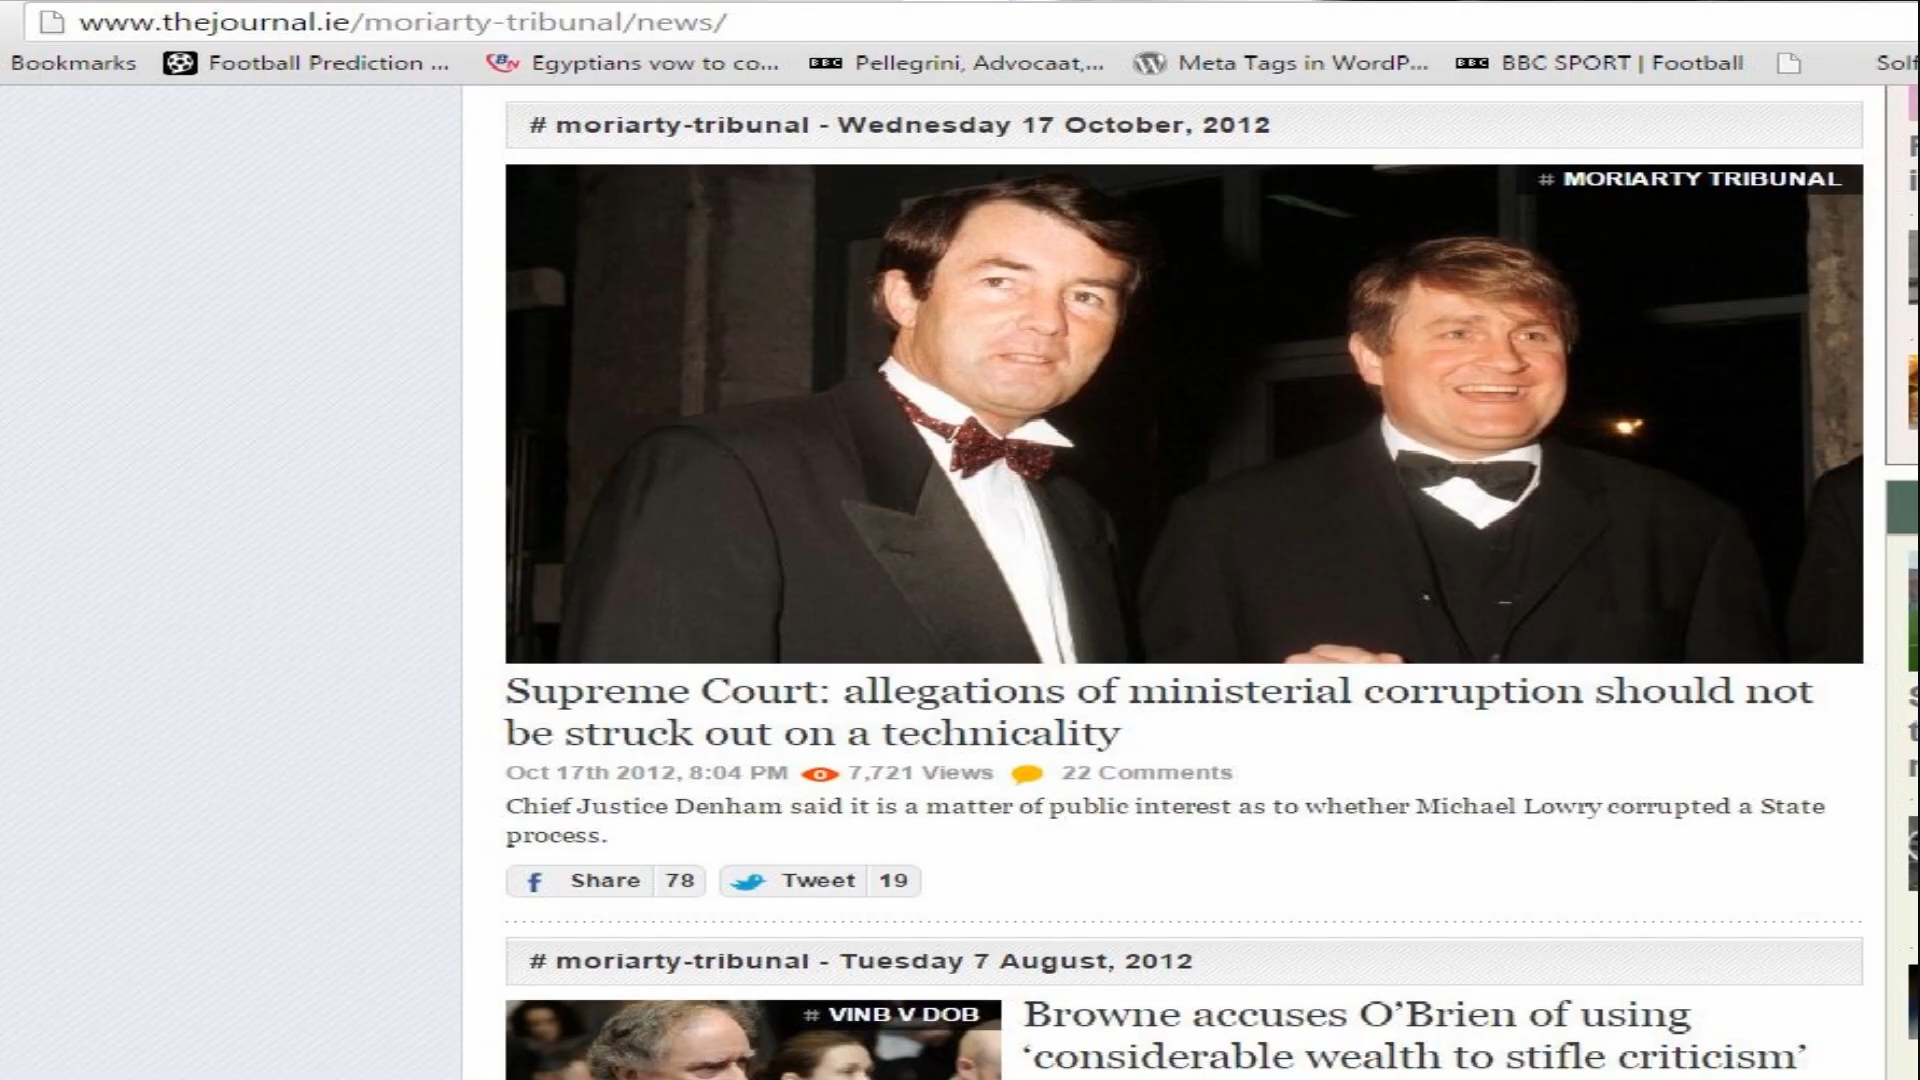 www.thejournal.ie/moriarty-tribunal/news/
Bookmarks Football Prediction ... Egyptians vow to co... BBC Pellegrini, Advocaat,... Meta Tags in WordP... BBC BBC SPORT | Football
# moriarty-tribunal - Wednesday 17 October, 2012
# MORIARTY TRIBUNAL
Supreme Court: allegations of ministerial corruption should not
be struck out on a technicality
Oct 17th 2012, 8:04 PM 7,721 Views 22 Comments
Chief Justice Denham said it is a matter of public interest as to whether Michael Lowry corrupted a State
process.
Share 78 Tweet 19
# moriarty-tribunal - Tuesday 7 August, 2012
# VINB V DOB
Browne accuses O’Brien of using
‘considerable wealth to stifle criticism’